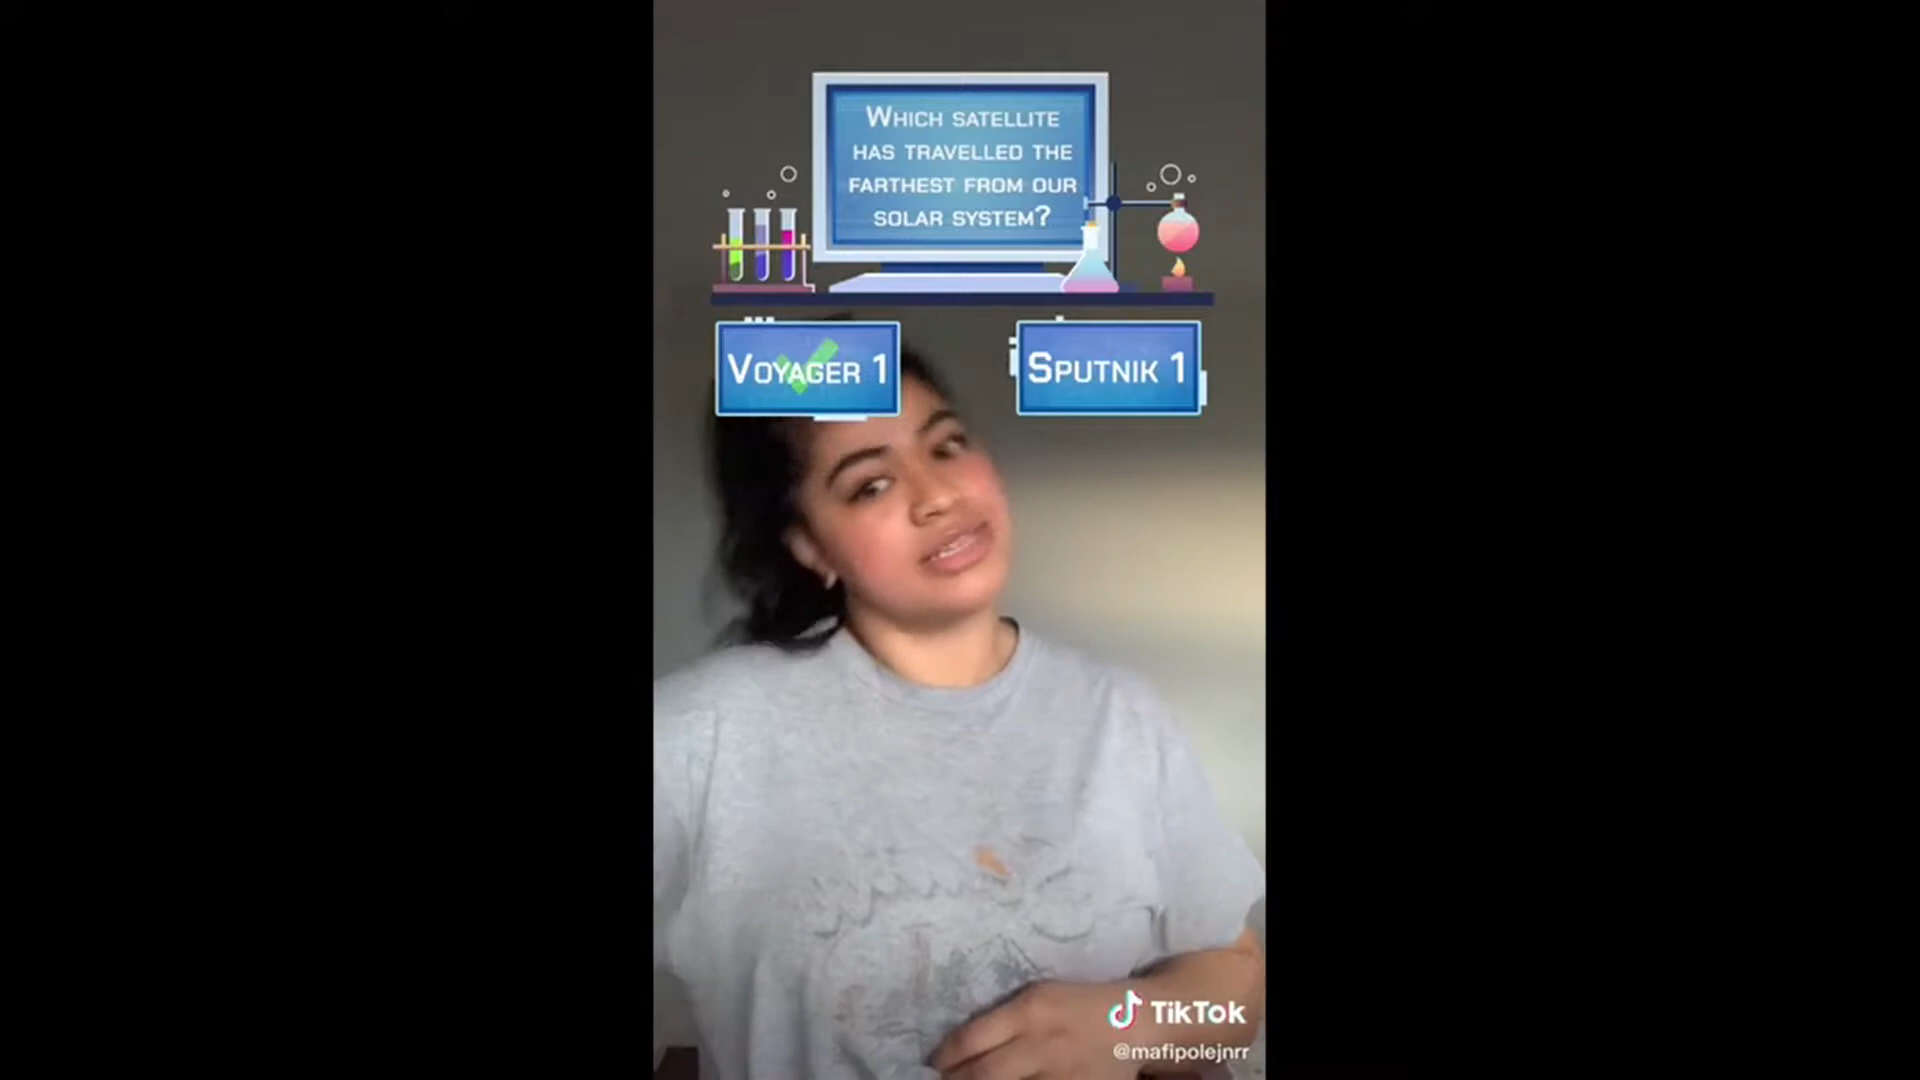 Which satellite
has travelled the
farthest from our
solar system?
Voyager 1
Sputnik 1
TikTok
@mafipolejnrr